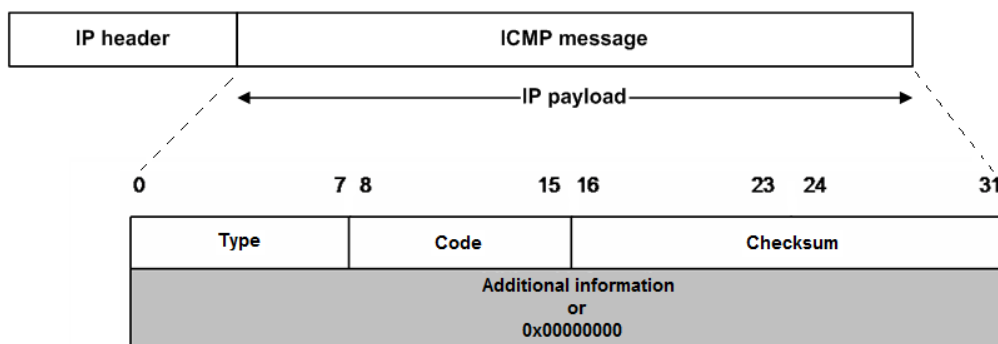 IP header ICMP message
IP payload
0 7 8 15 16 23 24 31
Type Code Checksum
Additional information
or
0x00000000